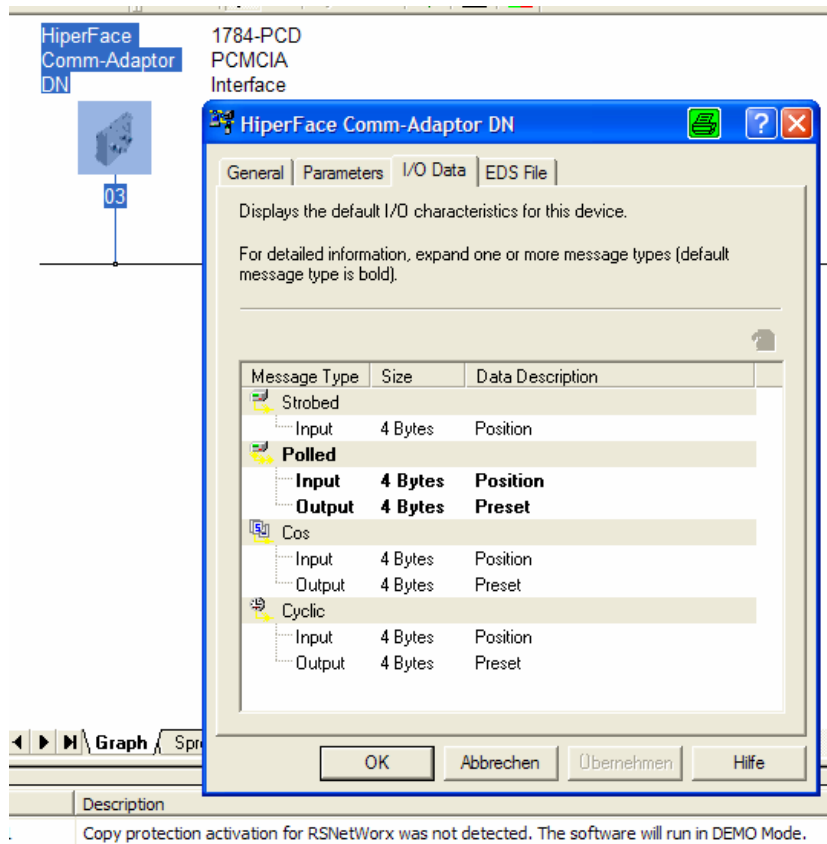 HiperFace
Comm-Adaptor
DN
1784-PCD
PCMCIA
Interface
03
HiperFace Comm-Adaptor DN
General Parameters I/O Data EDS File
Displays the default I/O characteristics for this device.
For detailed information, expand one or more message types (default
message type is bold).
Message Type Size Data Description
Strobed
Input 4 Bytes Position
Polled
Input 4 Bytes Position
Output 4 Bytes Preset
Cos
Input 4 Bytes Position
Output 4 Bytes Preset
Cyclic
Input 4 Bytes Position
Output 4 Bytes Preset
Graph
OK Abbrechen Übernehmen Hilfe
Description
Copy protection activation for RSNetWorx was not detected. The software will run in DEMO Mode.